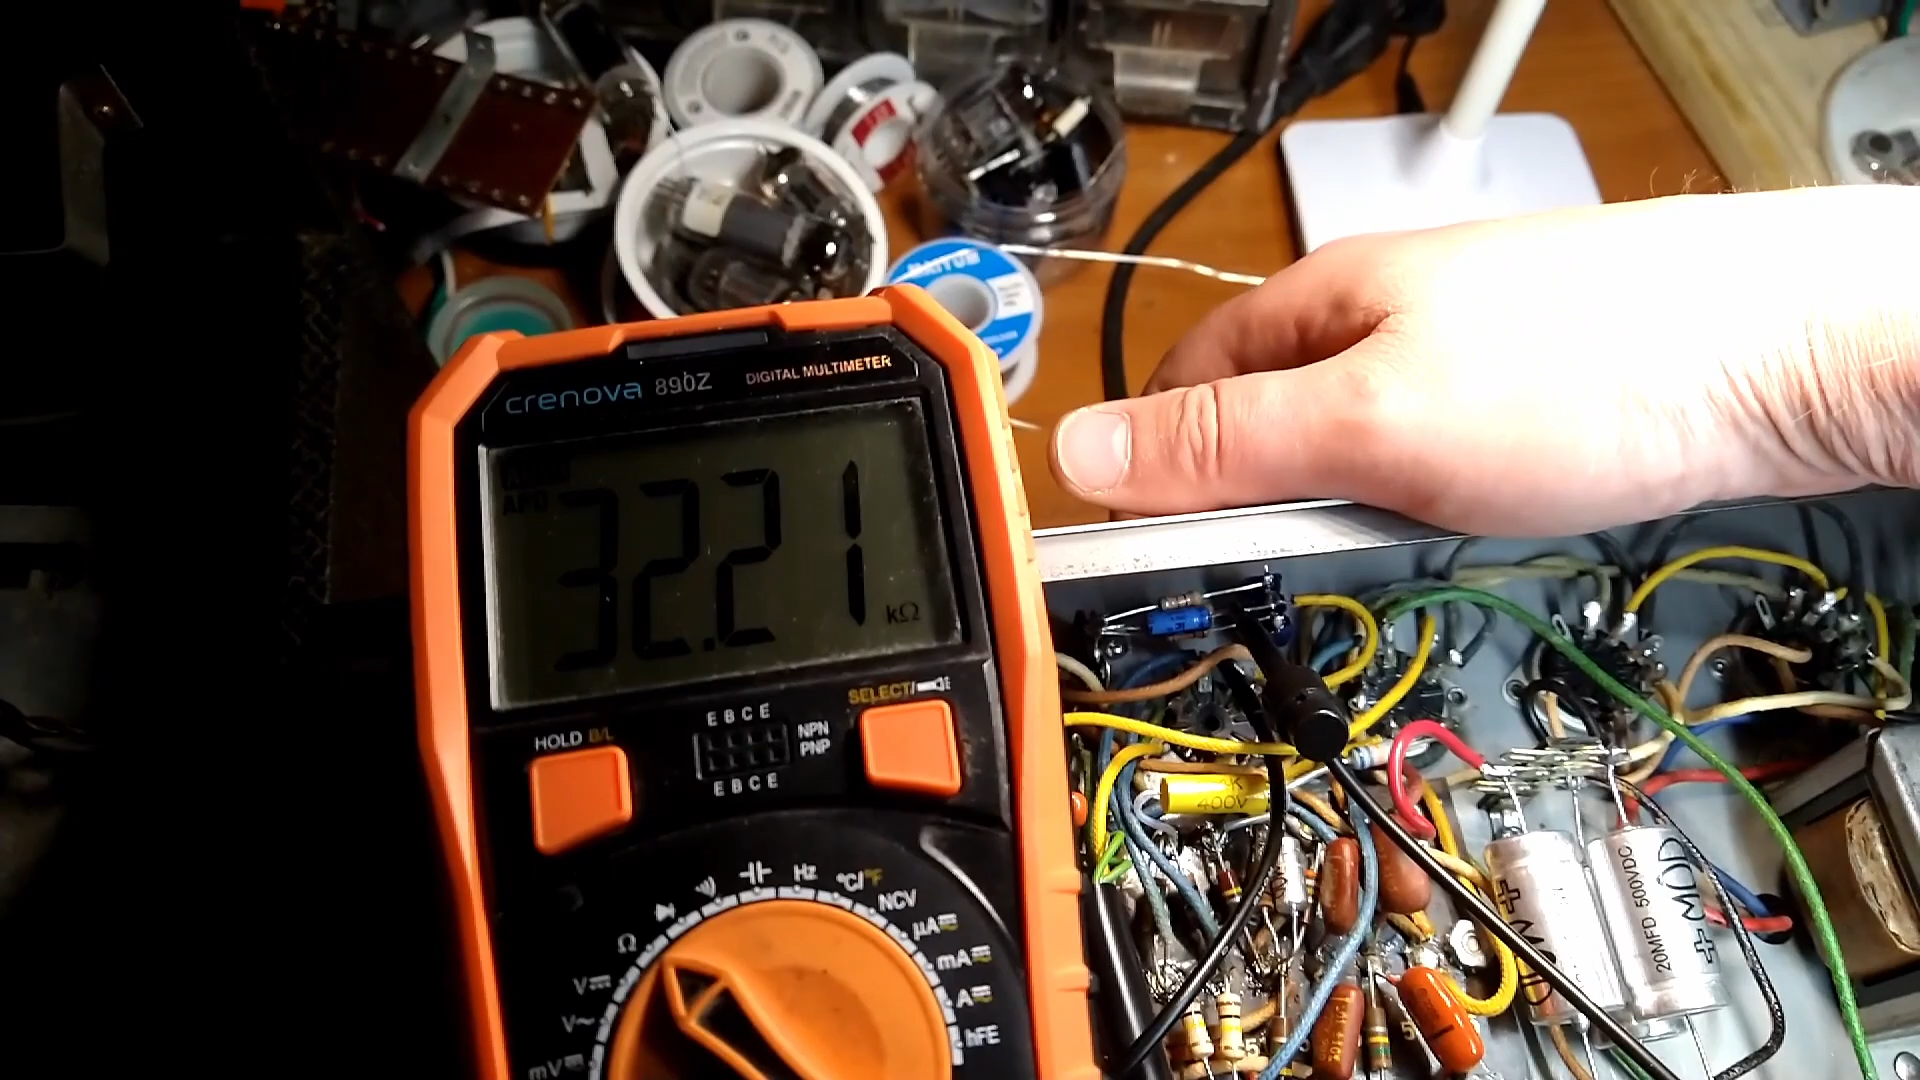 crenova 890Z DIGITAL MULTIMETER
APO
32.21
kΩ
SELECT/
HOLD B/L
E B C E
NPN
PNP
E B C E
Hz
°C/°F
NCV
Ω
µA
mA
A
hFE
V
V~
mV
400V
20MFD 500VDC